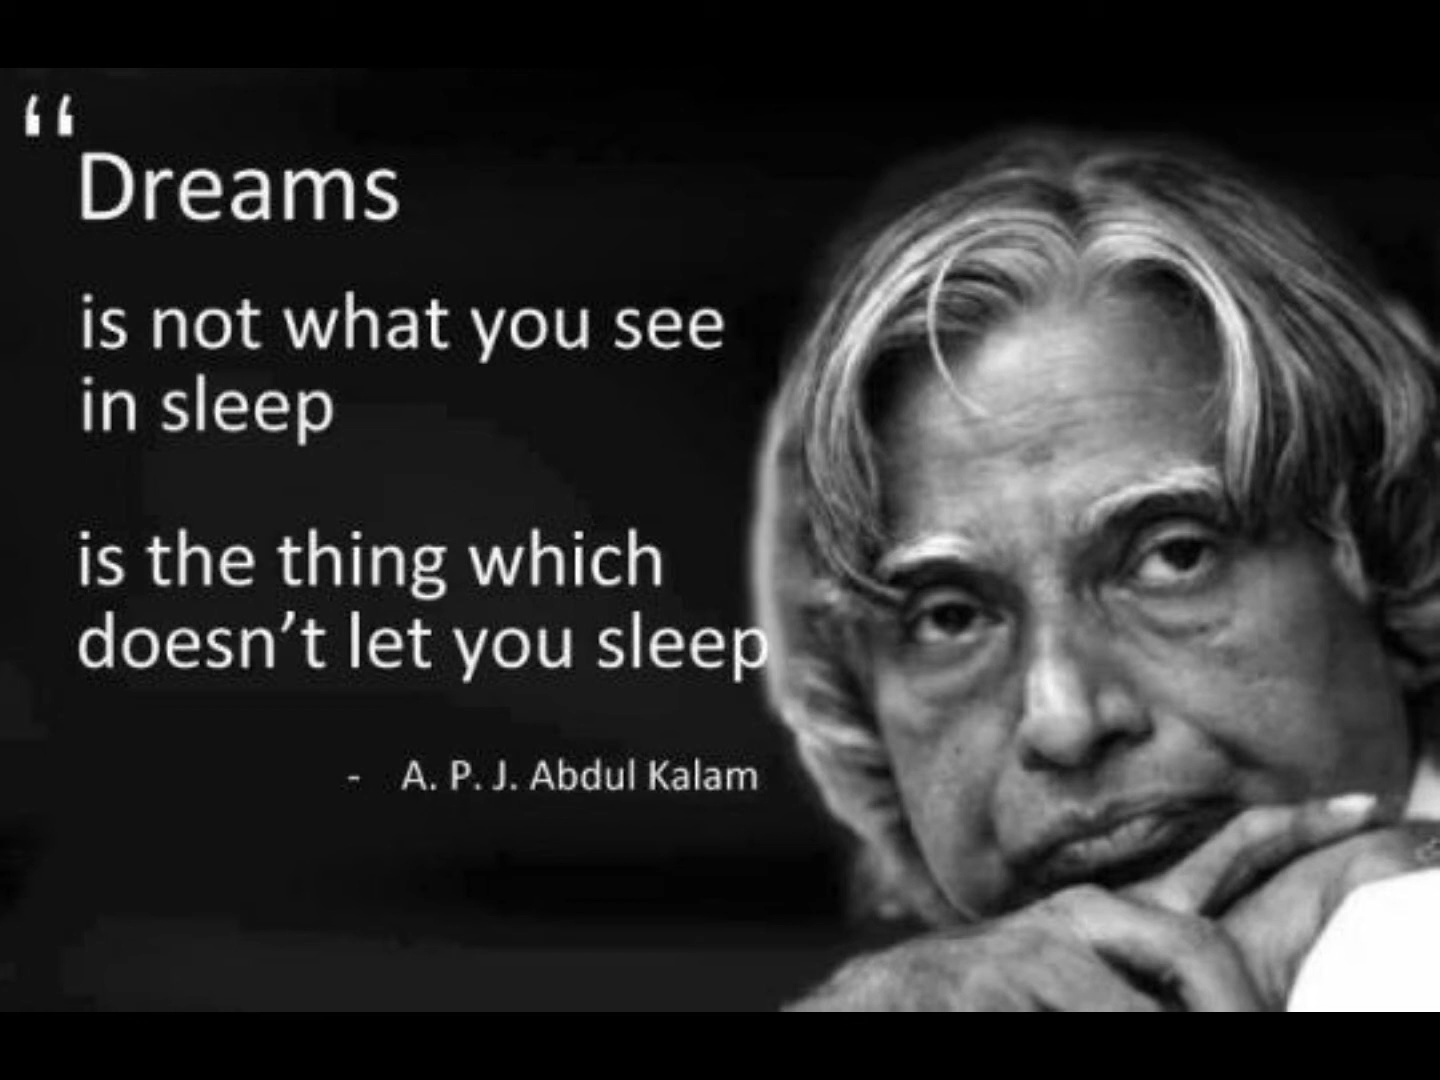 “
Dreams
is not what you see
in sleep
is the thing which
doesn’t let you sleep
- A. P. J. Abdul Kalam